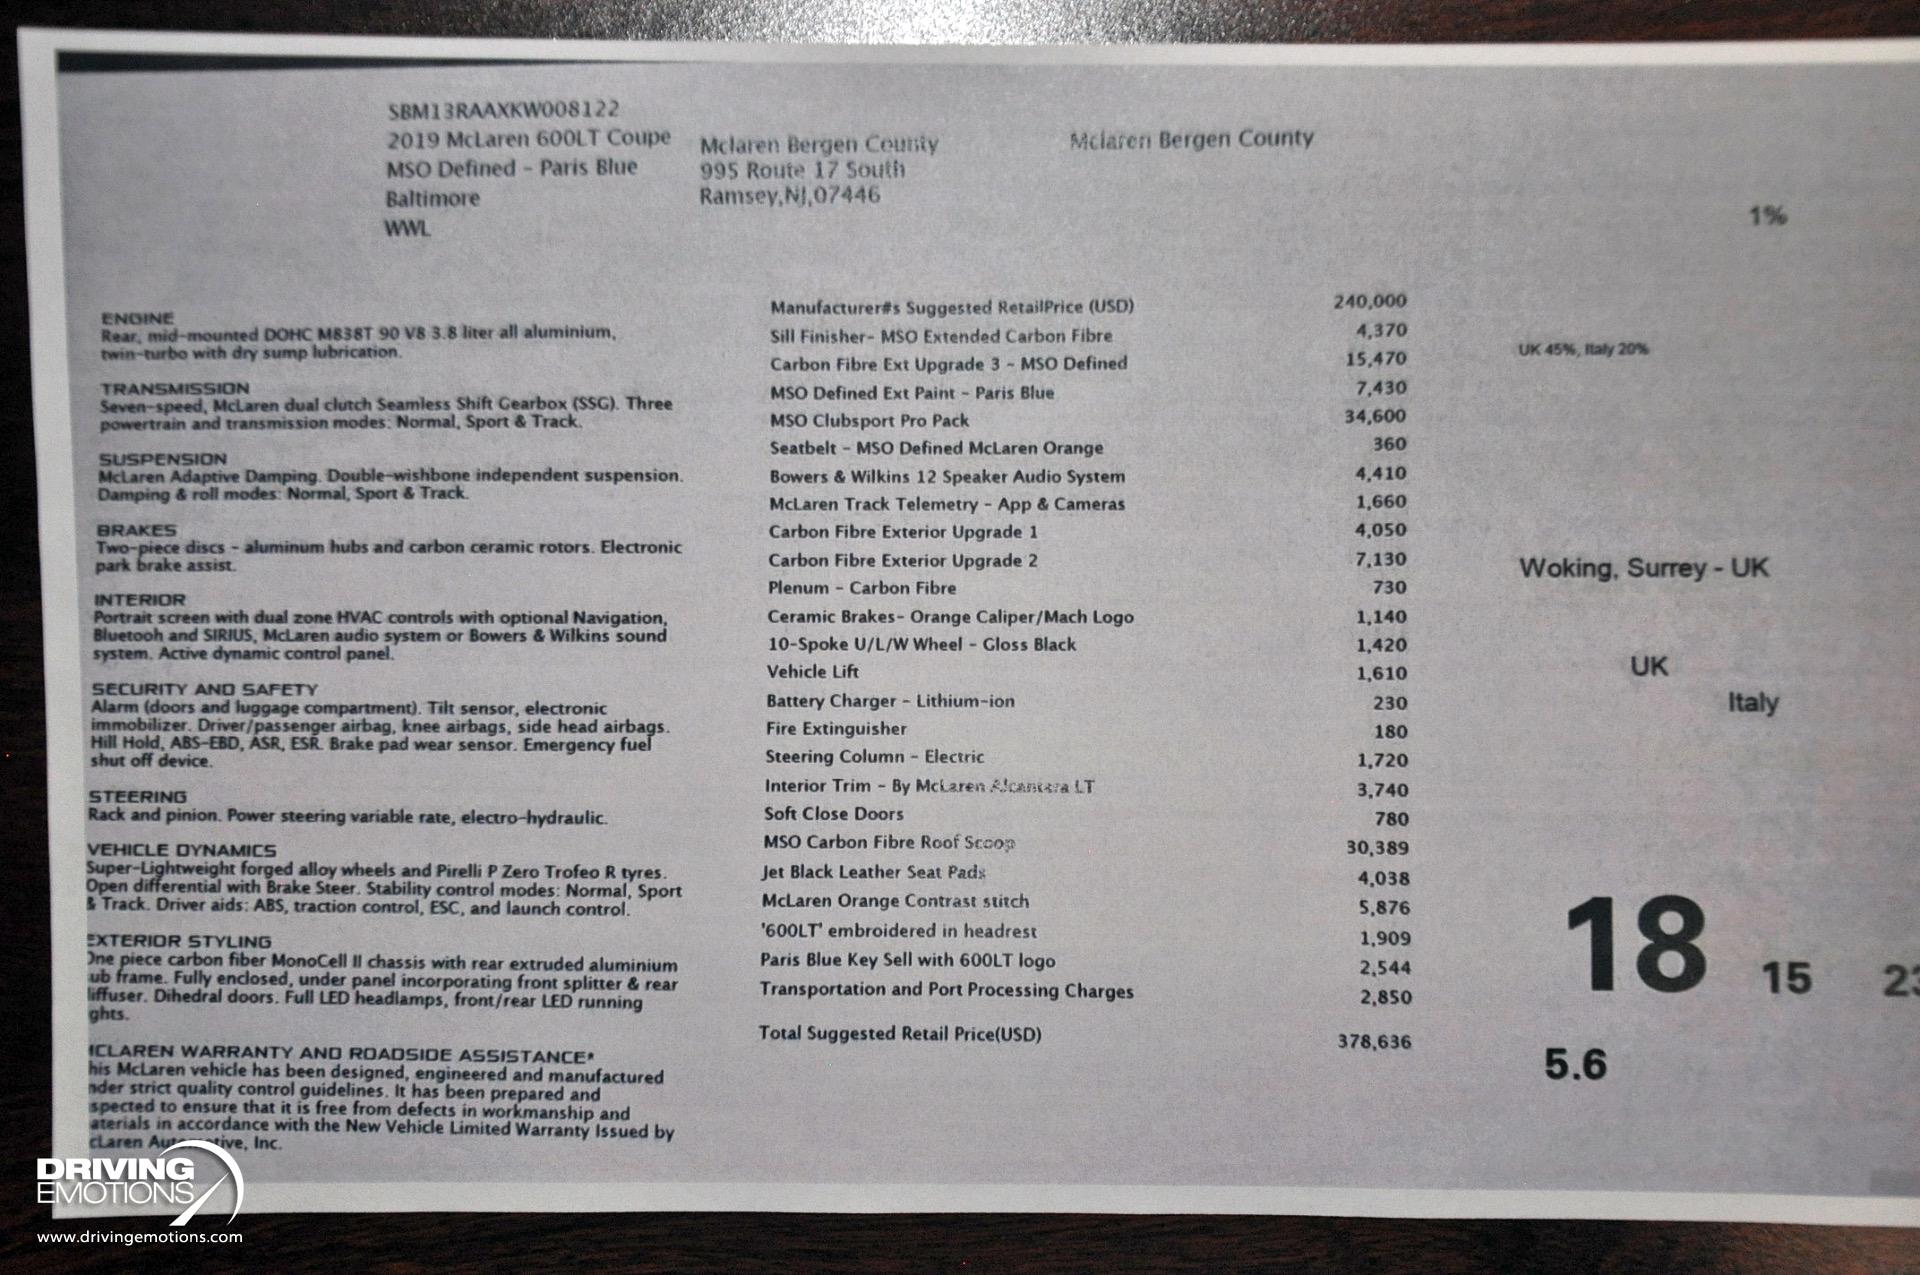 SBM13RAAXKW008122
2019 McLaren 600LT Coupe
MSO Defined - Paris Blue
Baltimore
WWL
Mclaren Bergen County
995 Route 17 South
Ramsey,NJ,07446
Mclaren Bergen County
1%
ENGINE
Rear, mid-mounted DOHC M838T 90 V8 3.8 liter all aluminium,
twin-turbo with dry sump lubrication.
TRANSMISSION
Seven-speed, McLaren dual clutch Seamless Shift Gearbox (SSG). Three
powertrain and transmission modes: Normal, Sport & Track.
SUSPENSION
McLaren Adaptive Damping. Double-wishbone independent suspension.
Damping & roll modes: Normal, Sport & Track.
BRAKES
Two-piece discs - aluminum hubs and carbon ceramic rotors. Electronic
park brake assist.
INTERIOR
Portrait screen with dual zone HVAC controls with optional Navigation,
Bluetooh and SIRIUS, McLaren audio system or Bowers & Wilkins sound
system. Active dynamic control panel.
SECURITY AND SAFETY
Alarm (doors and luggage compartment). Tilt sensor, electronic
immobilizer. Driver/passenger airbag, knee airbags, side head airbags.
Hill Hold, ABS-EBD, ASR, ESR. Brake pad wear sensor. Emergency fuel
shut off device.
STEERING
Rack and pinion. Power steering variable rate, electro-hydraulic.
VEHICLE DYNAMICS
Super-Lightweight forged alloy wheels and Pirelli P Zero Trofeo R tyres.
Open differential with Brake Steer. Stability control modes: Normal, Sport
& Track. Driver aids: ABS, traction control, ESC, and launch control.
EXTERIOR STYLING
One piece carbon fiber MonoCell II chassis with rear extruded aluminium
ub frame. Fully enclosed, under panel incorporating front splitter & rear
iffuser. Dihedral doors. Full LED headlamps, front/rear LED running
ghts.
ICLAREN WARRANTY AND ROADSIDE ASSISTANCE*
his McLaren vehicle has been designed, engineered and manufactured
nder strict quality control guidelines. It has been prepared and
spected to ensure that it is free from defects in workmanship and
aterials in accordance with the New Vehicle Limited Warranty Issued by
cLaren Automotive, Inc.
Manufacturer#s Suggested RetailPrice (USD) 240,000
Sill Finisher- MSO Extended Carbon Fibre 4,370
Carbon Fibre Ext Upgrade 3 - MSO Defined 15,470
MSO Defined Ext Paint - Paris Blue 7,430
MSO Clubsport Pro Pack 34,600
Seatbelt - MSO Defined McLaren Orange 360
Bowers & Wilkins 12 Speaker Audio System 4,410
McLaren Track Telemetry - App & Cameras 1,660
Carbon Fibre Exterior Upgrade 1 4,050
Carbon Fibre Exterior Upgrade 2 7,130
Plenum - Carbon Fibre 730
Ceramic Brakes- Orange Caliper/Mach Logo 1,140
10-Spoke U/L/W Wheel - Gloss Black 1,420
Vehicle Lift 1,610
Battery Charger - Lithium-ion 230
Fire Extinguisher 180
Steering Column - Electric 1,720
Interior Trim - By McLaren Alcantara LT 3,740
Soft Close Doors 780
MSO Carbon Fibre Roof Scoop 30,389
Jet Black Leather Seat Pads 4,038
McLaren Orange Contrast stitch 5,876
'600LT' embroidered in headrest 1,909
Paris Blue Key Sell with 600LT logo 2,544
Transportation and Port Processing Charges 2,850
Total Suggested Retail Price(USD) 378,636
UK 45%, Italy 20%
Woking, Surrey - UK
UK
Italy
18 15 23
5.6
DRIVING
EMOTIONS
www.drivingemotions.com